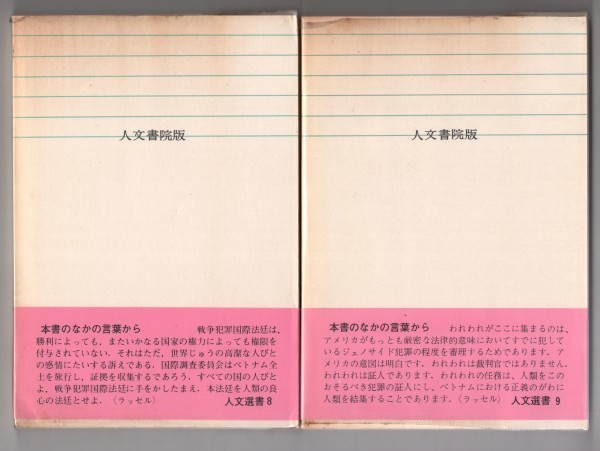 人文書院版
本書のなかの言葉から　戦争犯罪国際法廷は、
勝利によっても、またいかなる国家の権力によっても権限を
付与されていない. それはただ、世界じゅうの高潔な人びと
の感情にたいする訴えである. 国際調査委員会はベトナム全
土を旅行し、証拠を収集するであろう. すべての国の人びと
よ、戦争犯罪国際法廷に手をかしたまえ. 本法廷を人類の良
心の法廷とせよ. （ラッセル）　人文選書 8
人文書院版
本書のなかの言葉から　われわれがここに集まるのは、
アメリカがもっとも厳密な法律的意味においてすでに犯して
いるジェノサイド犯罪の程度を審理するためであります. ア
メリカの意図は明白です. われわれは裁判官ではありません.
われわれは証人であります. われわれの任務は、人類をこの
おそるべき犯罪の証人にし、ベトナムにおける正義のがわに
人類を結集することであります. （ラッセル）　人文選書 9